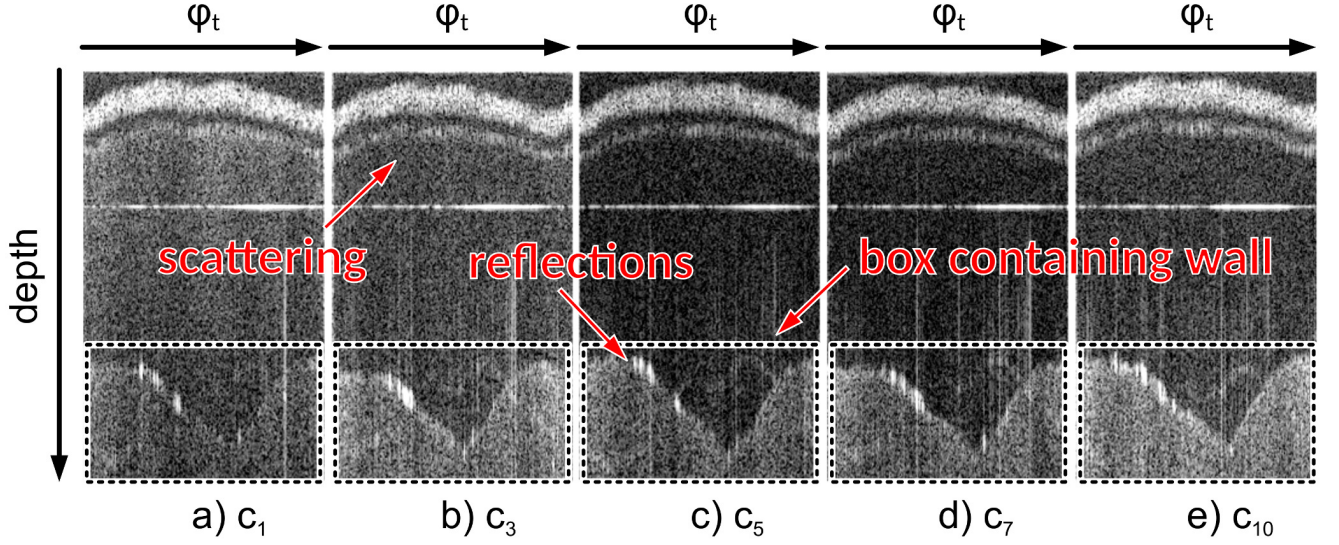 φt φt φt φt φt
depth
scattering
reflections
box containing wall
a) c1 b) c3 c) c5 d) c7 e) c10